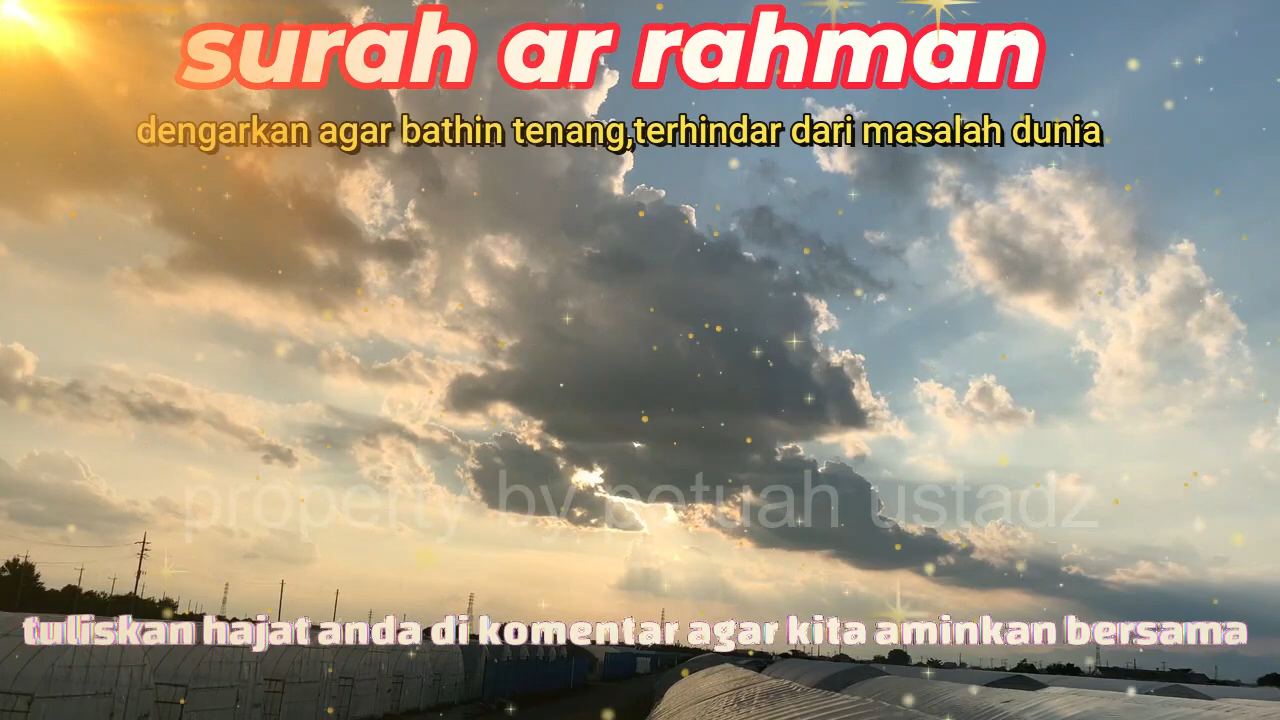 surah ar rahman
dengarkan agar bathin tenang,terhindar dari masalah dunia
property by petuah ustadz
tuliskan hajat anda di komentar agar kita aminkan bersama